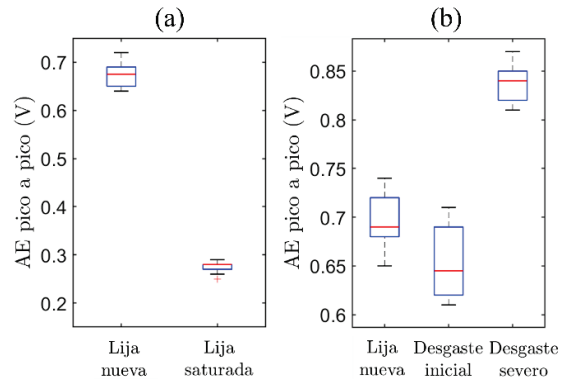 (a)
AE pico a pico (V)
0.7
0.6
0.5
0.4
0.3
0.2
Lija
nueva
Lija
saturada
(b)
AE pico a pico (V)
0.85
0.8
0.75
0.7
0.65
0.6
Lija
nueva
Desgaste
inicial
Desgaste
severo